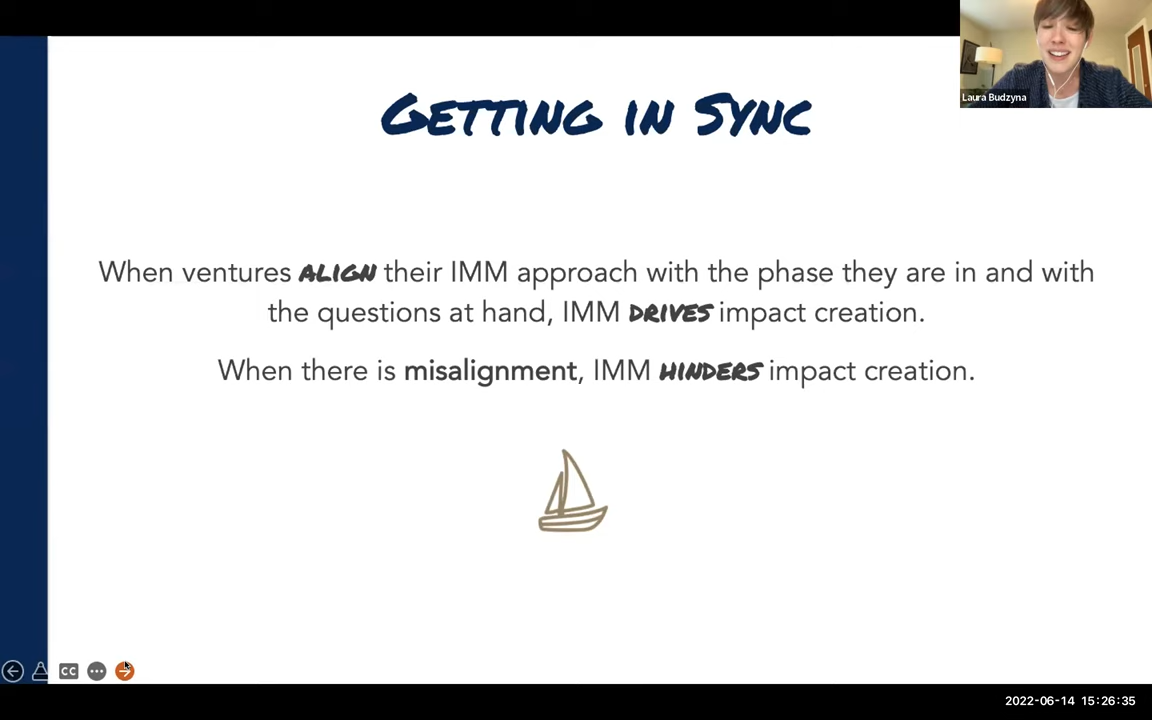 Laura Budzyna
GETTING IN SYNC
When ventures ALIGN their IMM approach with the phase they are in and with
the questions at hand, IMM DRIVES impact creation.
When there is misalignment, IMM HINDERS impact creation.
CC
2022-06-14 15:26:35